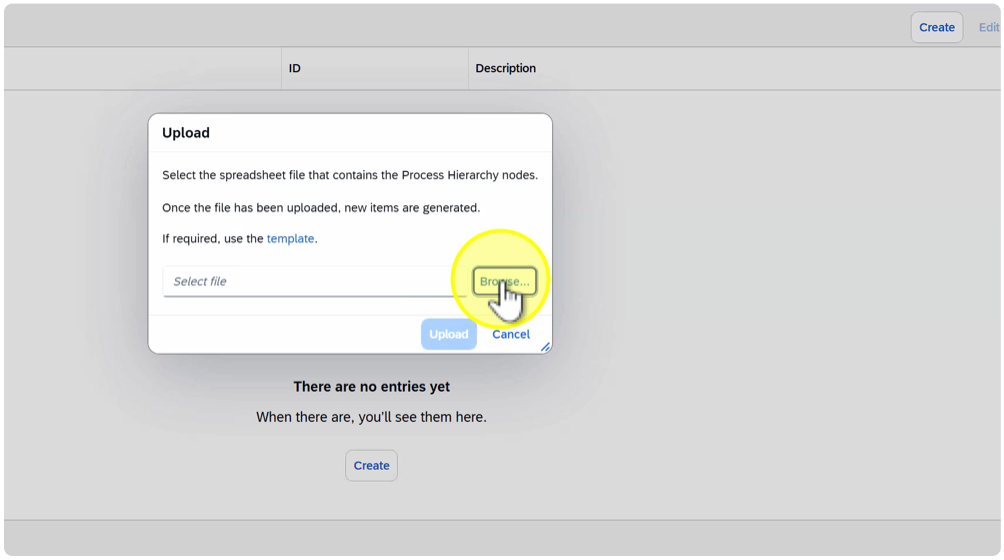 Create Edit
ID Description
Upload
Select the spreadsheet file that contains the Process Hierarchy nodes.
Once the file has been uploaded, new items are generated.
If required, use the template.
Select file Browse...
Upload Cancel
There are no entries yet
When there are, you'll see them here.
Create